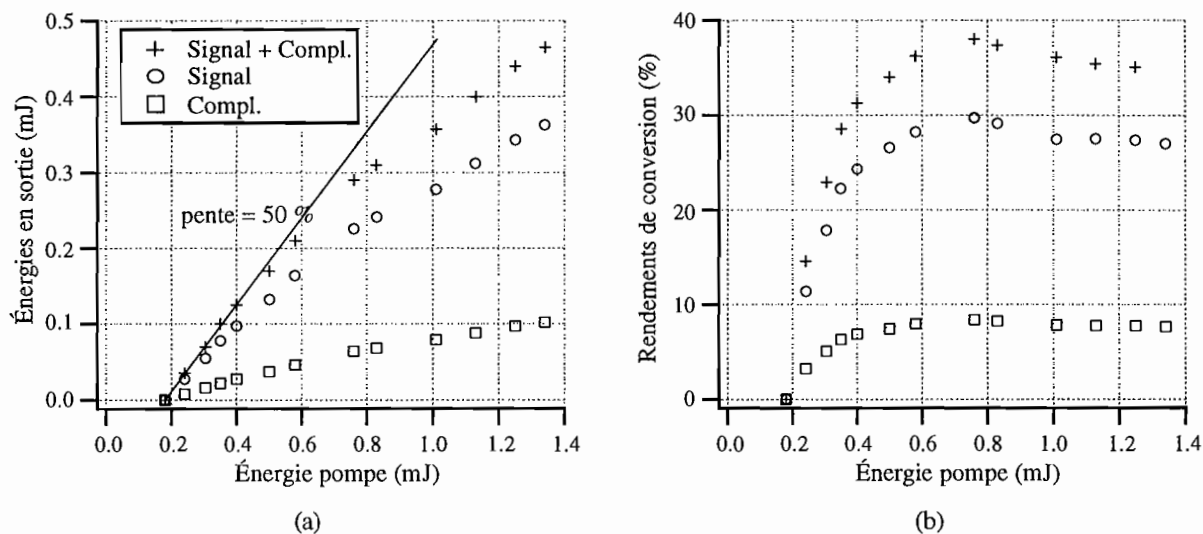 Énergies en sortie (mJ)
0.5
0.4
0.3
0.2
0.1
0.0
Signal + Compl.
Signal
Compl.
pente = 50 %
0.0 0.2 0.4 0.6 0.8 1.0 1.2 1.4
Énergie pompe (mJ)
(a)
Rendements de conversion (%)
40
30
20
10
0
0.0 0.2 0.4 0.6 0.8 1.0 1.2 1.4
Énergie pompe (mJ)
(b)